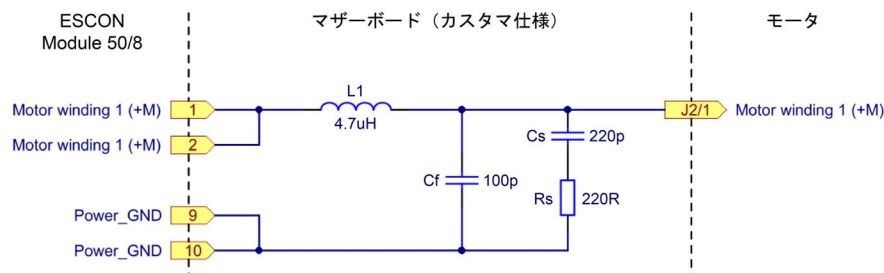 ESCON
Module 50/8
マザーボード（カスタマ仕様）
モータ
L1
4.7uH
Motor winding 1 (+M) 1
J2/1 Motor winding 1 (+M)
Motor winding 1 (+M) 2
Cs 220p
Cf 100p
Rs 220R
Power_GND 9
Power_GND 10